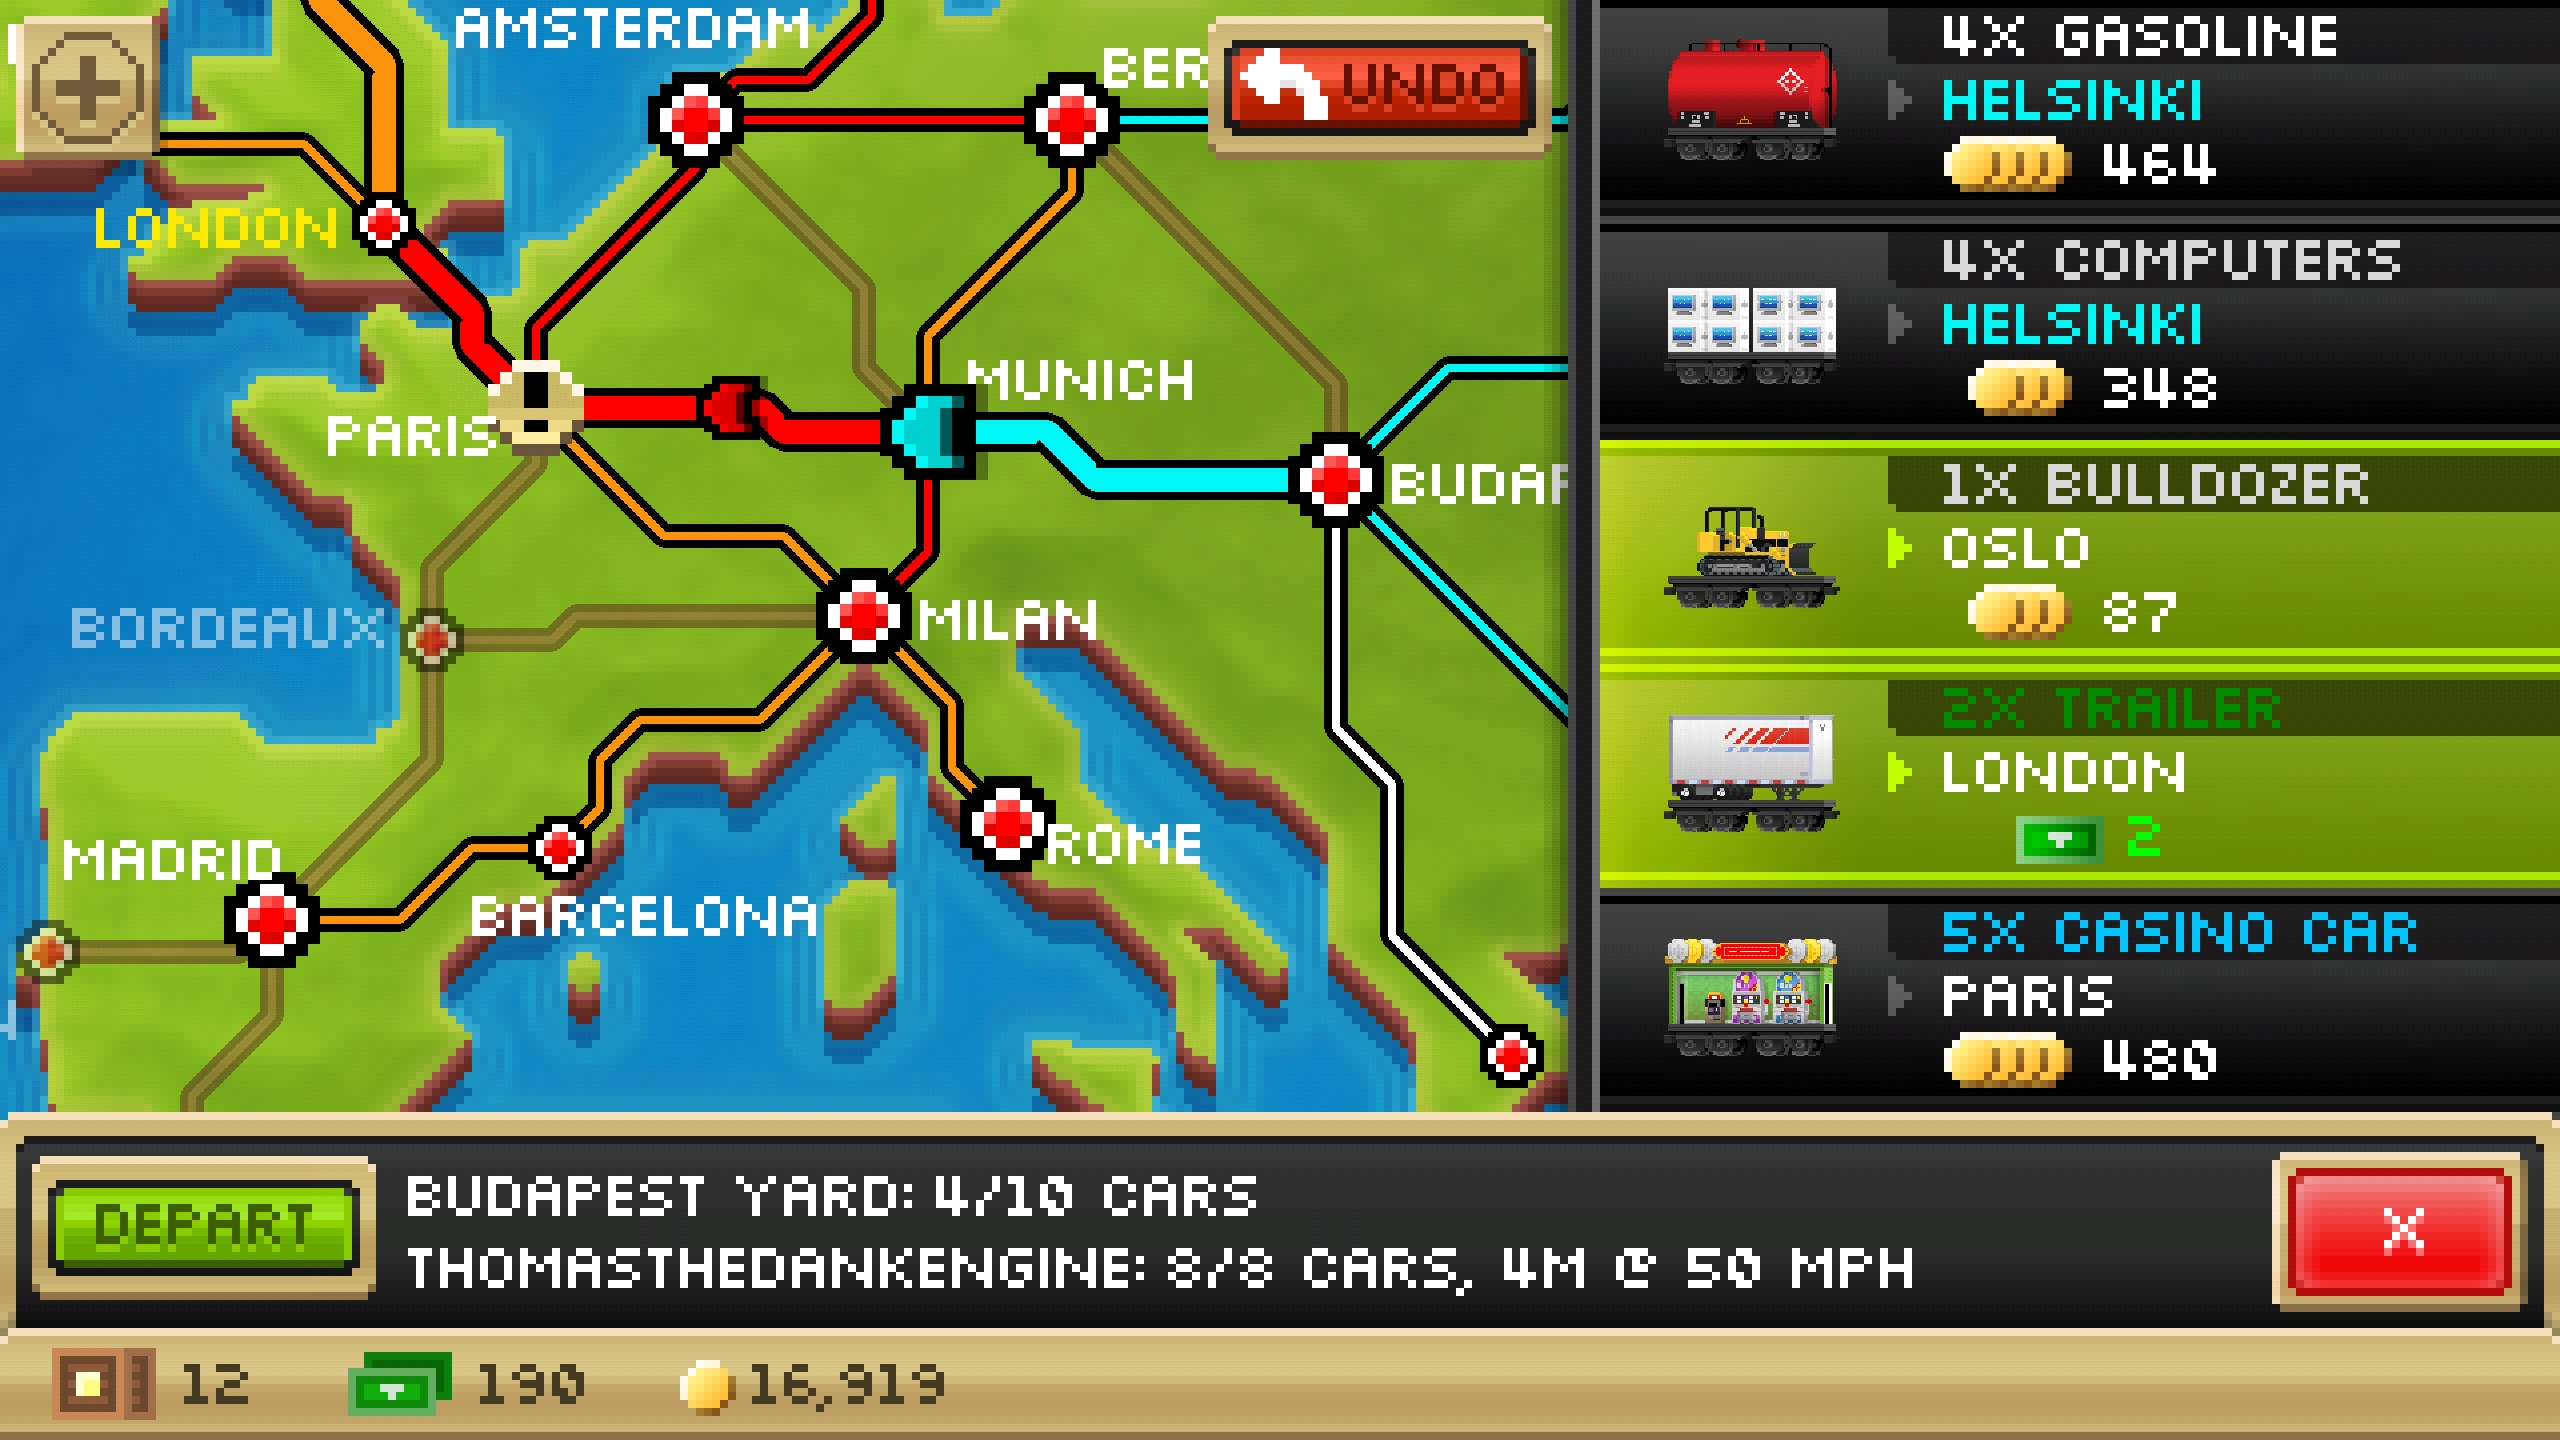 AMSTERDAM
BER
UNDO
LONDON
MUNICH
PARIS
BUDAP
BORDEAUX
MILAN
MADRID
ROME
BARCELONA
4X GASOLINE
HELSINKI
464
4X COMPUTERS
HELSINKI
348
1X BULLDOZER
OSLO
87
2X TRAILER
LONDON
2
5X CASINO CAR
PARIS
480
DEPART
BUDAPEST YARD: 4/10 CARS
THOMASTHEDANKENGINE: 8/8 CARS, 4M @ 50 MPH
X
12
190
16,919